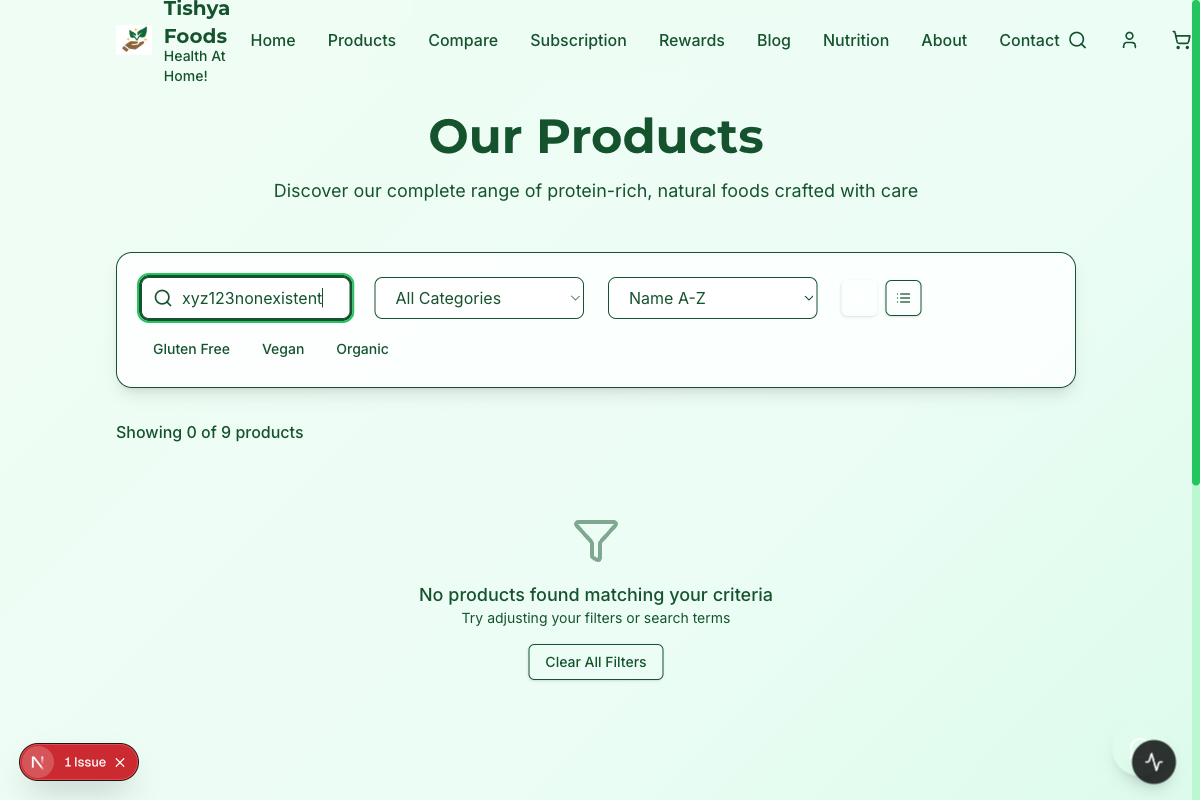 Tishya
Foods
Health At
Home!
Home
Products
Compare
Subscription
Rewards
Blog
Nutrition
About
Contact
Our Products
Discover our complete range of protein-rich, natural foods crafted with care
xyz123nonexistent
All Categories
Name A-Z
Gluten Free
Vegan
Organic
Showing 0 of 9 products
No products found matching your criteria
Try adjusting your filters or search terms
Clear All Filters
N
1 Issue